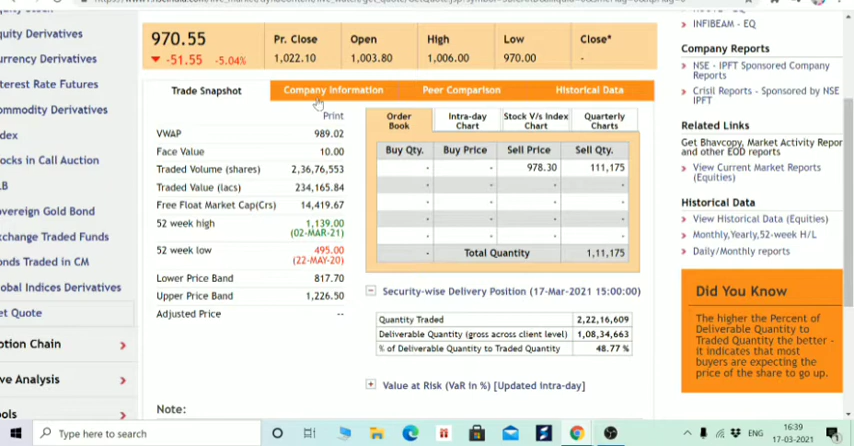 quity Derivatives
urrency Derivatives
terest Rate Futures
ommodity Derivatives
dex
ocks in Call Auction
LB
overeign Gold Bond
xchange Traded Funds
onds Traded in CM
lobal Indices Derivatives
et Quote
ption Chain
ve Analysis
ols
970.55
-51.55 -5.04%
Pr. Close Open High Low Close*
1,022.10 1,003.80 1,006.00 970.00 -
Trade Snapshot Company Information Peer Comparison Historical Data
Print
VWAP 989.02
Face Value 10.00
Traded Volume (shares) 2,36,76,553
Traded Value (lacs) 234,165.84
Free Float Market Cap(Crs) 14,419.67
52 week high 1,139.00
(02-MAR-21)
52 week low 495.00
(22-MAY-20)
Lower Price Band 817.70
Upper Price Band 1,226.50
Adjusted Price --
Note:
Order Book Intra-day Chart Stock V/s Index Chart Quarterly Charts
Buy Qty. Buy Price Sell Price Sell Qty.
- - 978.30 111,175
- - - -
- - - -
- - - -
- - - -
- Total Quantity 1,11,175
Security-wise Delivery Position (17-Mar-2021 15:00:00)
Quantity Traded 2,22,16,609
Deliverable Quantity (gross across client level) 1,08,34,663
% of Deliverable Quantity to Traded Quantity 48.77 %
Value at Risk (VaR in %) [Updated intra-day]
INFIBEAM - EQ
Company Reports
NSE - IPFT Sponsored Company
Reports
Crisil Reports - Sponsored by NSE
IPFT
Related Links
Get Bhavcopy, Market Activity Repor
and other EOD reports
View Current Market Reports
(Equities)
Historical Data
View Historical Data (Equities)
Monthly,Yearly,52-week H/L
Daily/Monthly reports
Did You Know
The higher the Percent of
Deliverable Quantity to
Traded Quantity the better -
it indicates that most
buyers are expecting the
price of the share to go up.
Type here to search
ENG
16:39
17-03-2021